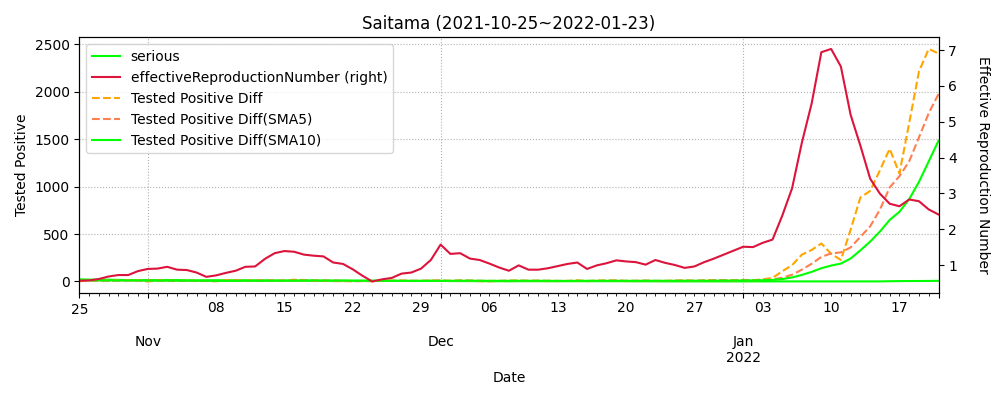 Saitama (2021-10-25~2022-01-23)
serious
effectiveReproductionNumber (right)
Tested Positive Diff
Tested Positive Diff(SMA5)
Tested Positive Diff(SMA10)
Tested Positive
2500
2000
1500
1000
500
0
7
6
5
4
3
2
1
Effective Reproduction Number
25 08 15 22 29 06 13 20 27 03 10 17
Nov Dec Jan
2022
Date